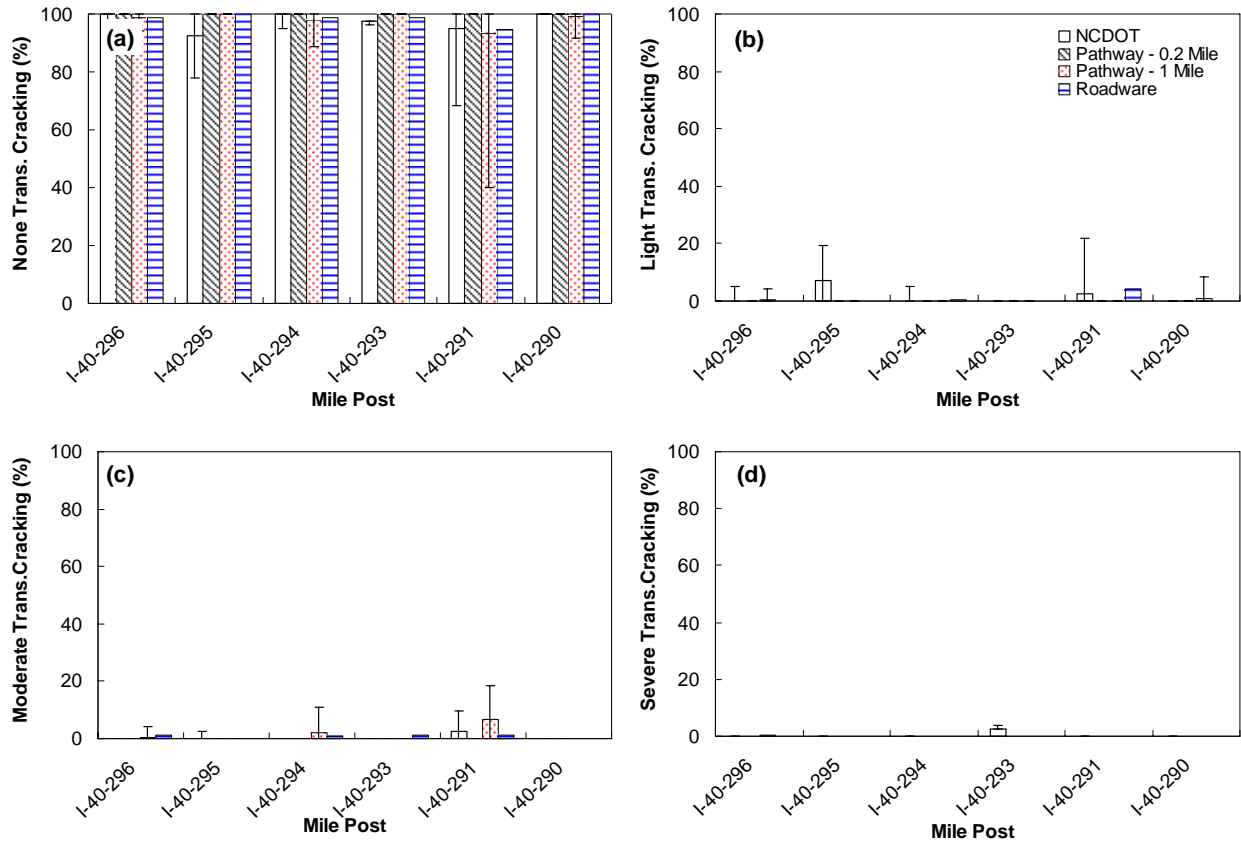 None Trans. Cracking (%)
100
80
60
40
20
0
(a)
I-40-296
I-40-295
I-40-294
I-40-293
I-40-291
I-40-290
Mile Post
Light Trans. Cracking (%)
100
80
60
40
20
0
(b)
NCDOT
Pathway - 0.2 Mile
Pathway - 1 Mile
Roadware
I-40-296
I-40-295
I-40-294
I-40-293
I-40-291
I-40-290
Mile Post
Moderate Trans.Cracking (%)
100
80
60
40
20
0
(c)
I-40-296
I-40-295
I-40-294
I-40-293
I-40-291
I-40-290
Mile Post
Severe Trans.Cracking (%)
100
80
60
40
20
0
(d)
I-40-296
I-40-295
I-40-294
I-40-293
I-40-291
I-40-290
Mile Post